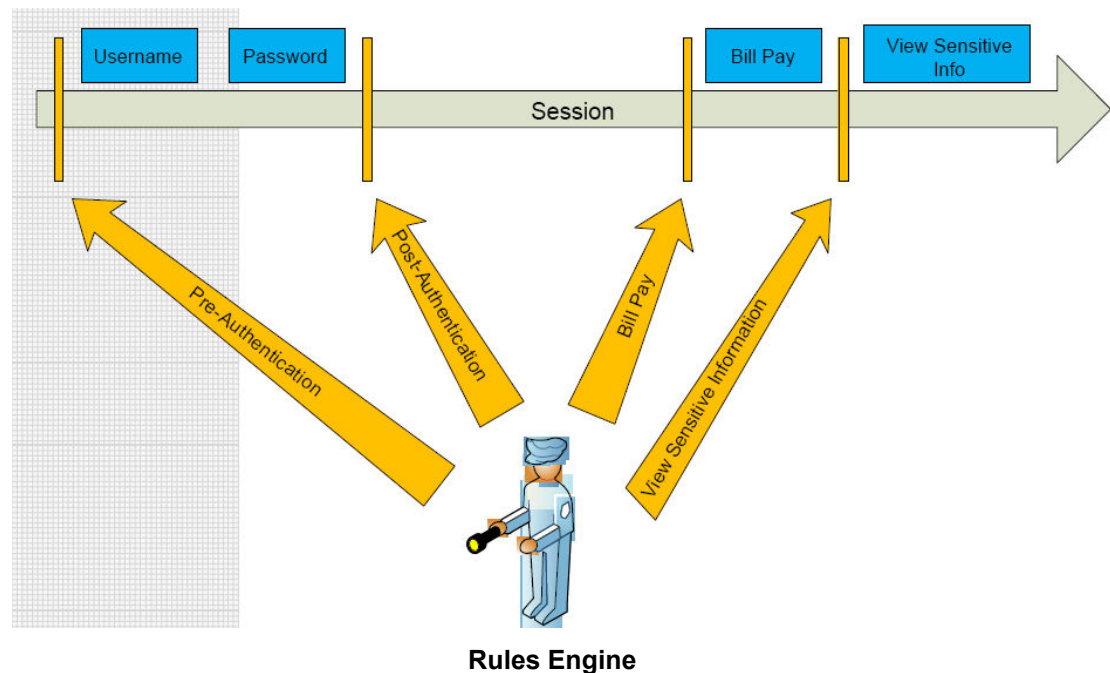 Username
Password
Bill Pay
View Sensitive
Info
Session
Pre-Authentication
Post-Authentication
Bill Pay
View Sensitive Information
Rules Engine